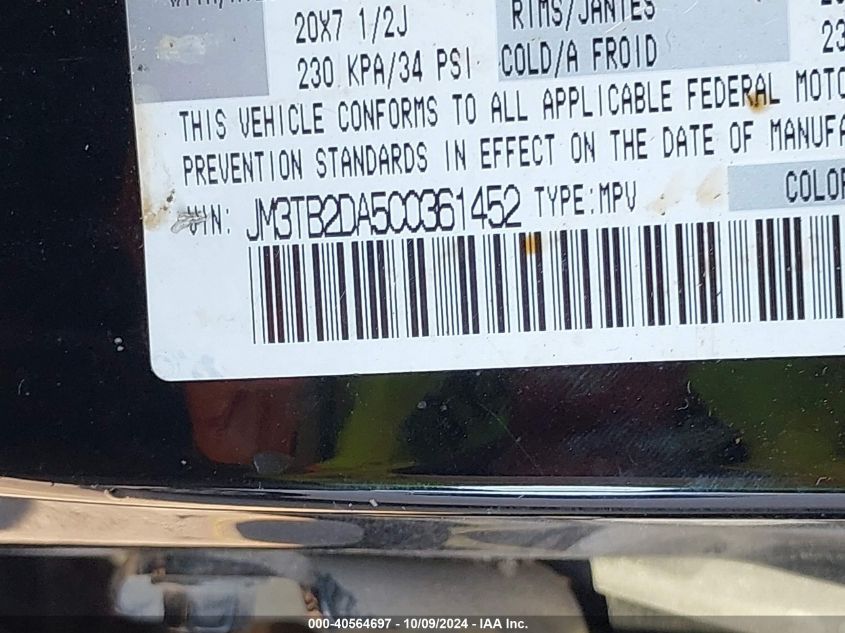 20X7 1/2J
RIMS/JANTES
230 KPA/34 PSI
COLD/A FROID
THIS VEHICLE CONFORMS TO ALL APPLICABLE FEDERAL MOTO
PREVENTION STANDARDS IN EFFECT ON THE DATE OF MANUFA
VIN: JM3TB2DA5C0361452 TYPE:MPV
COLOR
000-40564697 - 10/09/2024 - IAA Inc.